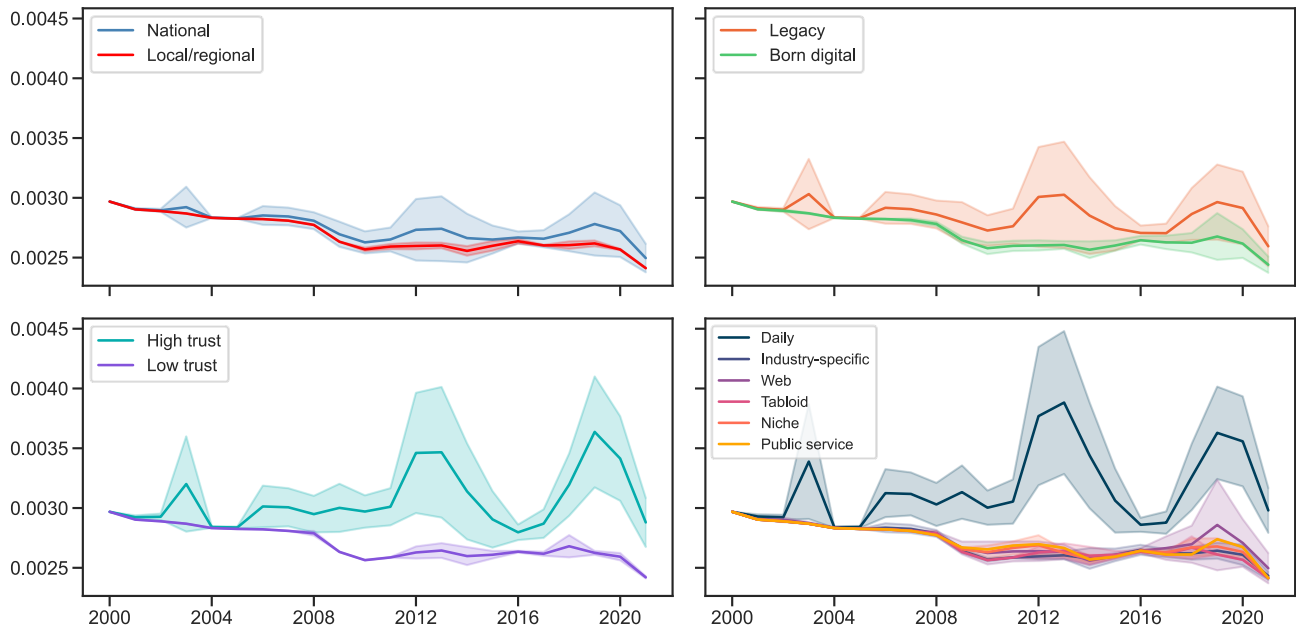 0.0045
0.0040
0.0035
0.0030
0.0025
National
Local/regional
Legacy
Born digital
0.0045
0.0040
0.0035
0.0030
0.0025
High trust
Low trust
Daily
Industry-specific
Web
Tabloid
Niche
Public service
2000 2004 2008 2012 2016 2020
2000 2004 2008 2012 2016 2020